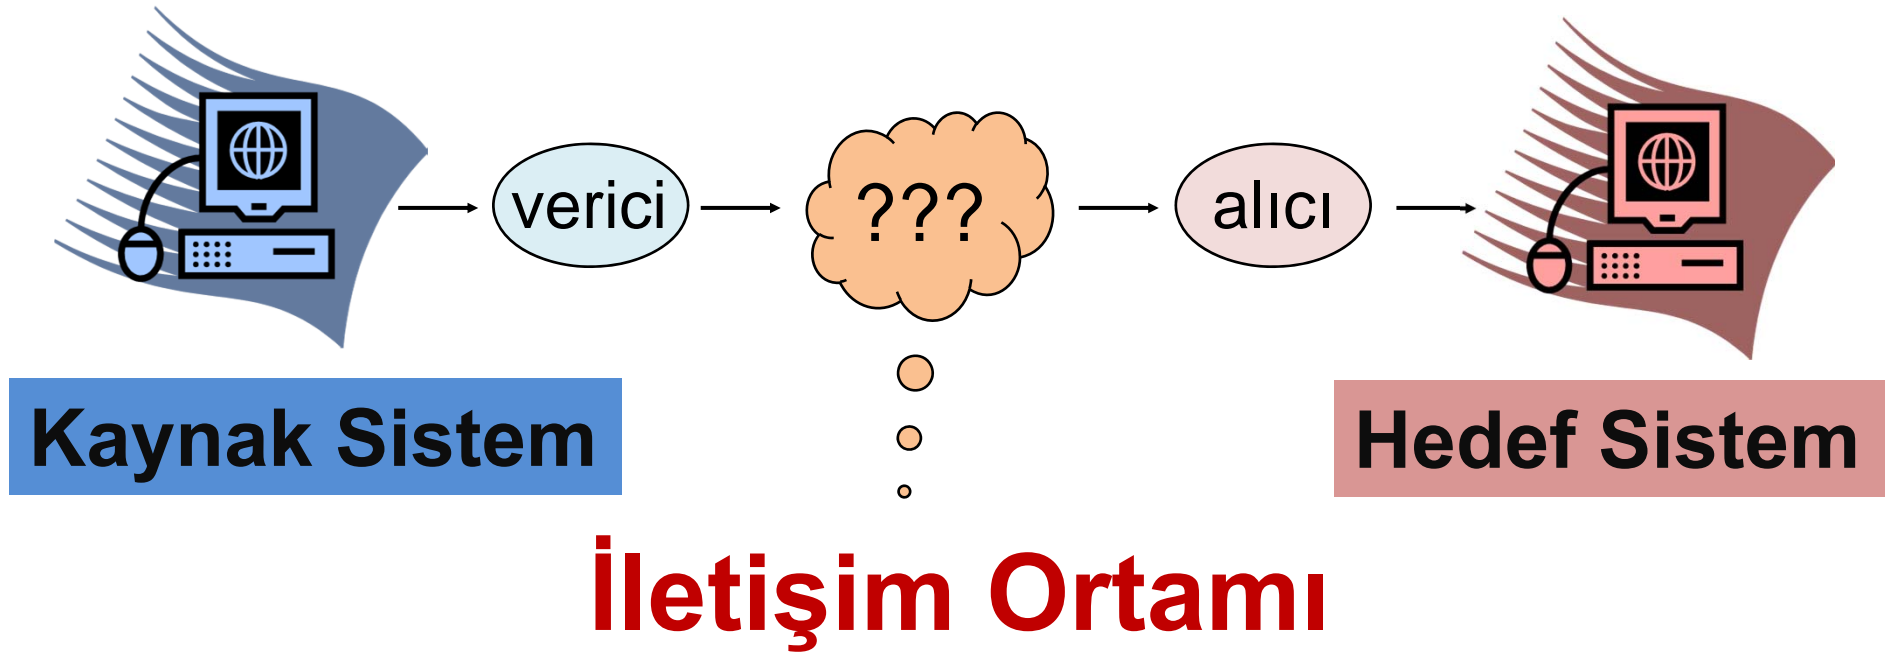 verici
???
alıcı
Kaynak Sistem
Hedef Sistem
İletişim Ortamı